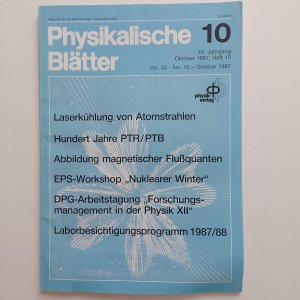 Physikalische 10
Blätter
43. Jahrgang
Oktober 1987, Heft 10
Vol. 43 - No. 10 – October 1987
physik
verlag
Laserkühlung von Atomstrahlen
Hundert Jahre PTR/PTB
Abbildung magnetischer Flußquanten
EPS-Workshop „Nuklearer Winter“
DPG-Arbeitstagung „Forschungs-
management in der Physik XII“
Laborbesichtigungsprogramm 1987/88